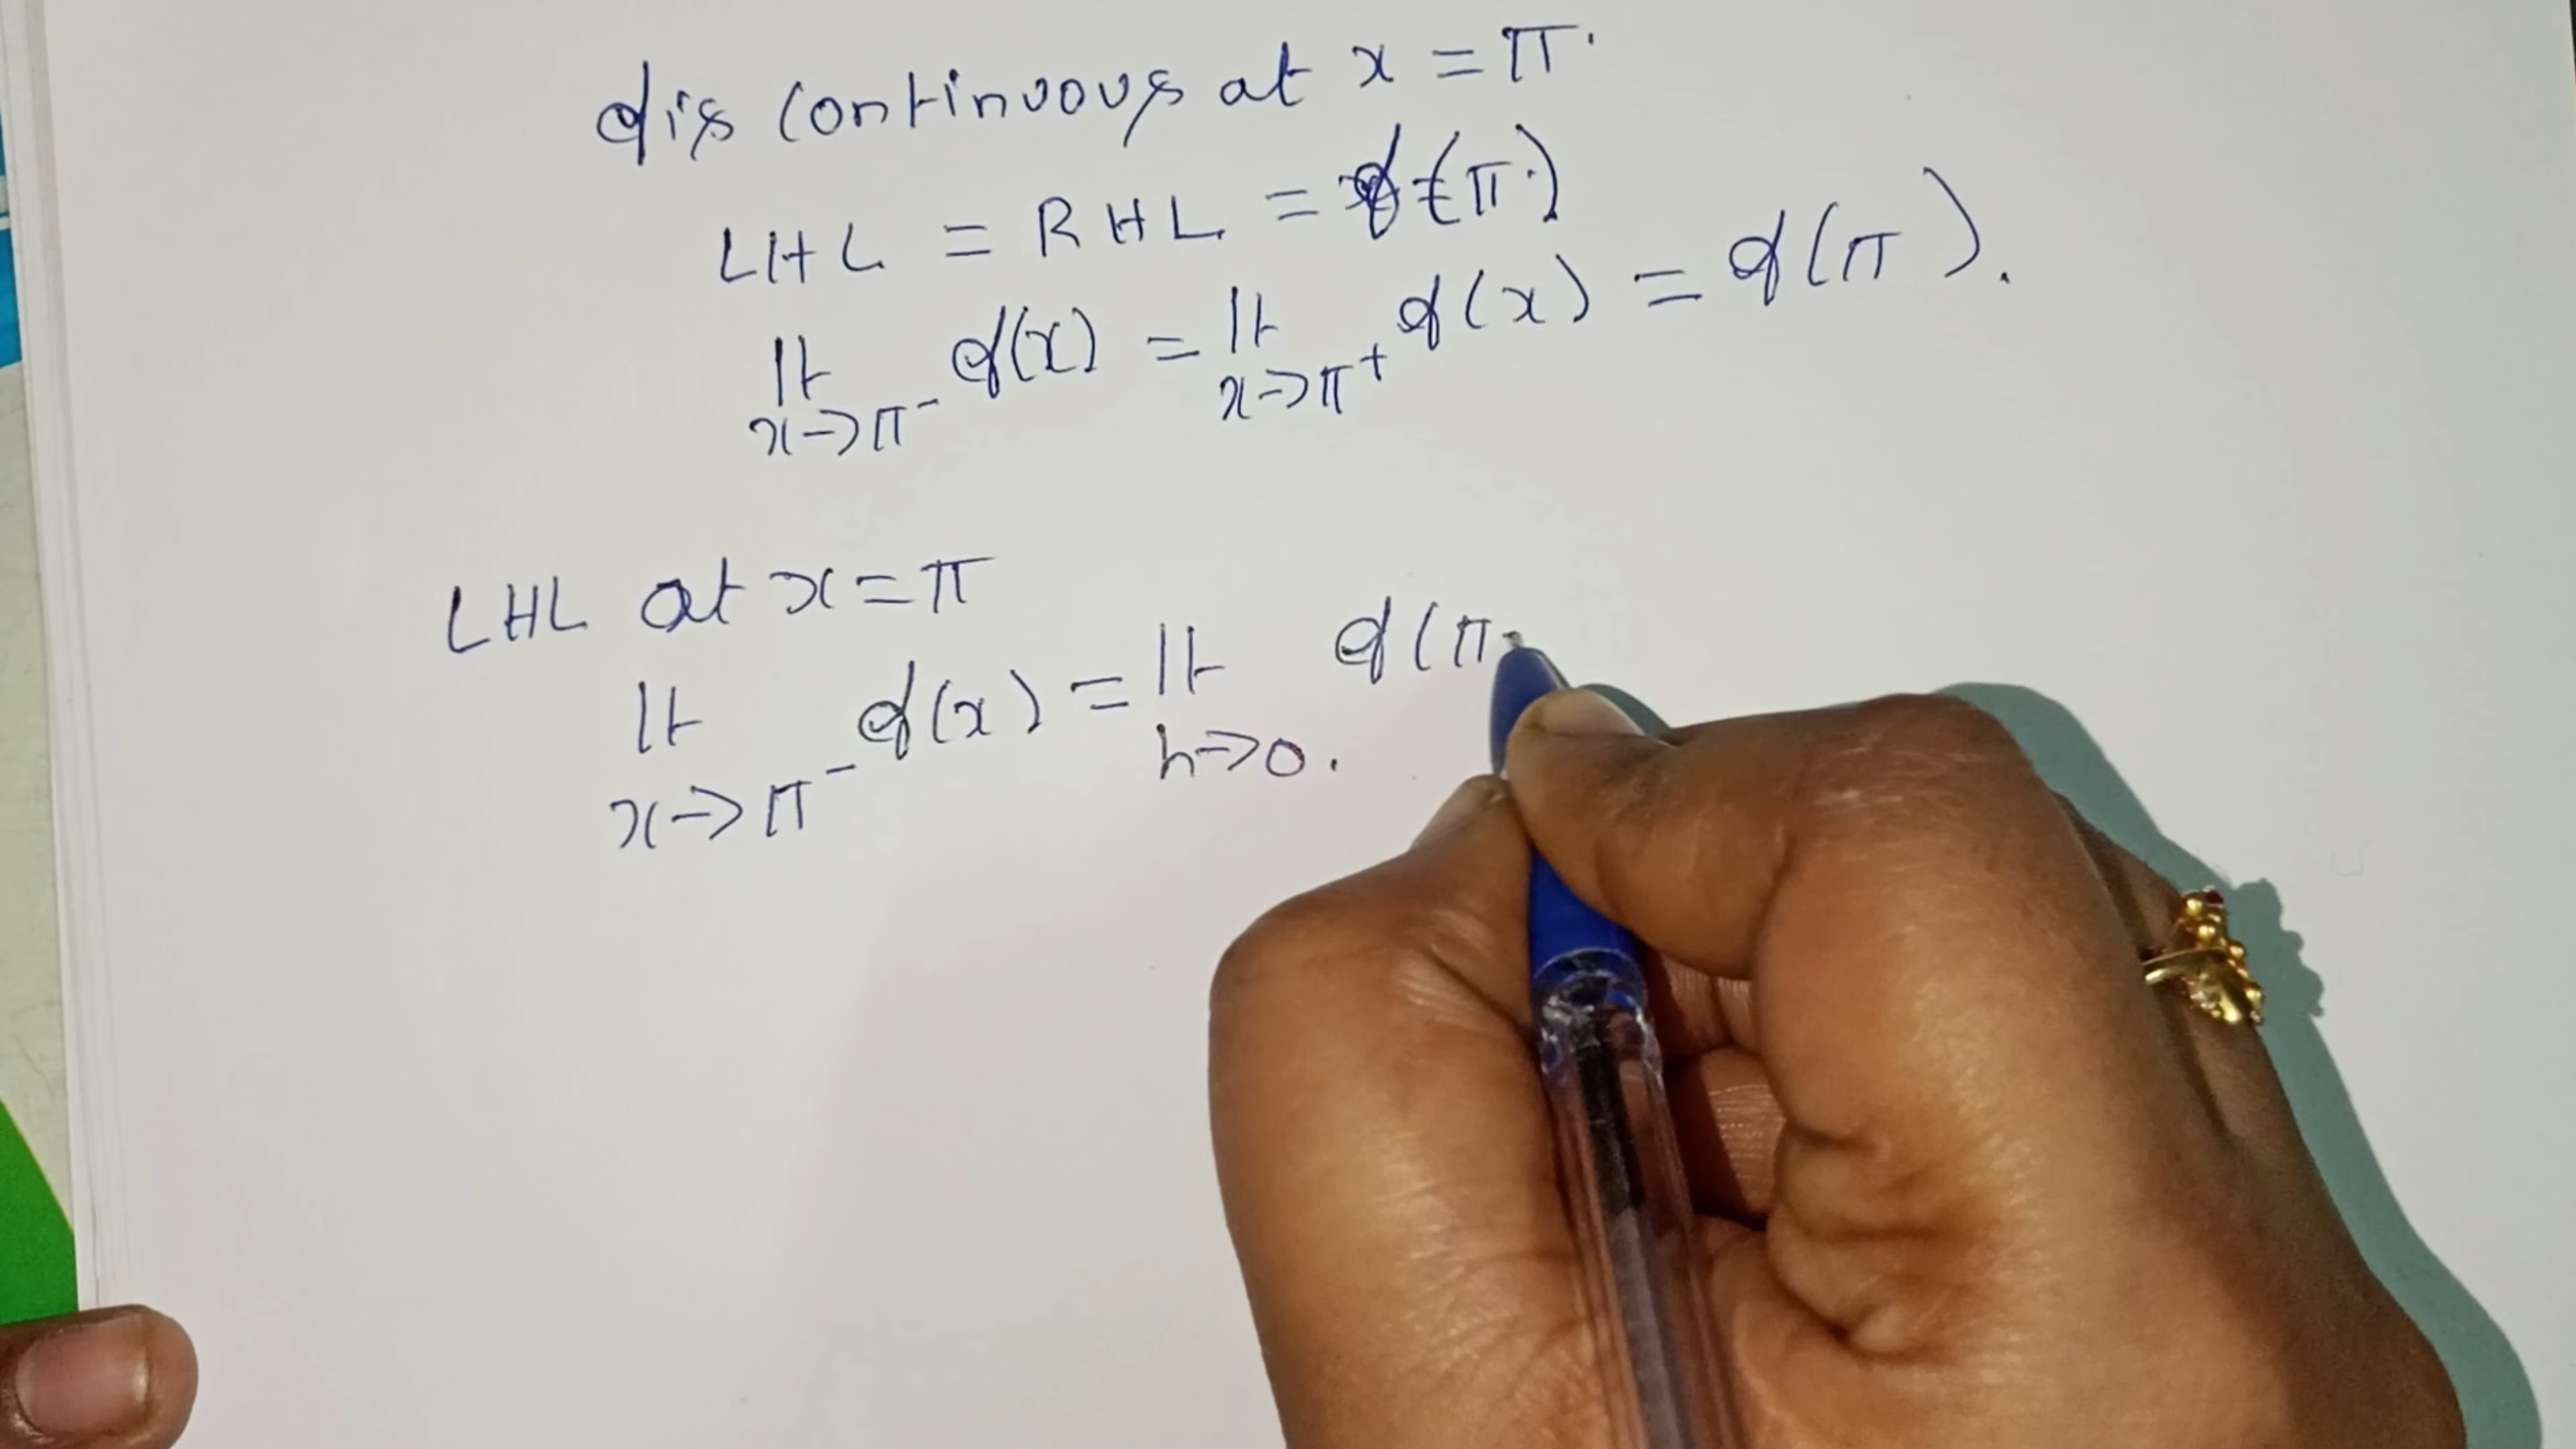 f is continuous at x = π.
LHL = RHL = f(π)
lt x→π⁻ f(x) = lt x→π⁺ f(x) = f(π).
LHL at x = π
lt x→π⁻ f(x) = lt h→0. f(π-